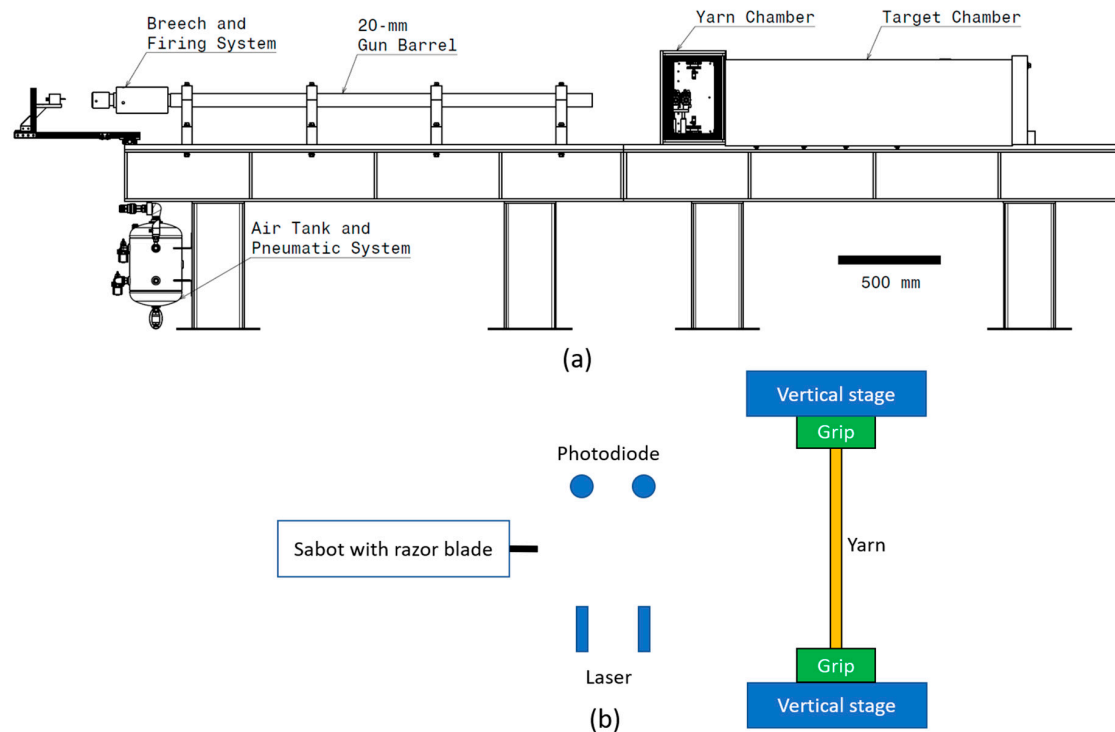 Breech and
Firing System
20-mm
Gun Barrel
Yarn Chamber
Target Chamber
Air Tank and
Pneumatic System
500 mm
(a)
Vertical stage
Grip
Photodiode
Sabot with razor blade
Yarn
Grip
Laser
Vertical stage
(b)